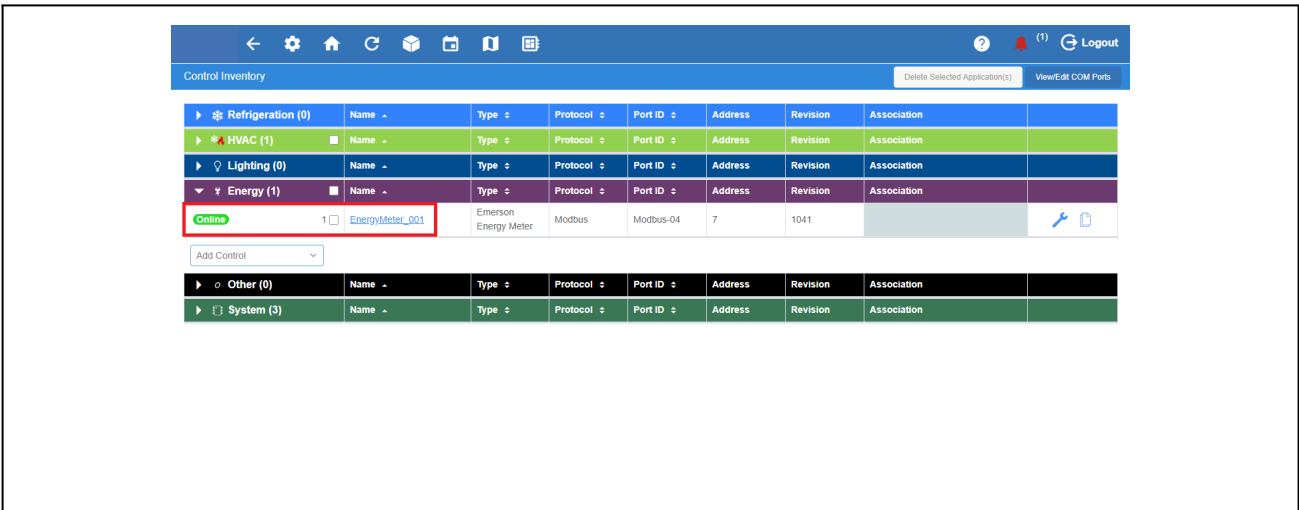 (1) Logout
Control Inventory Delete Selected Application(s) View/Edit COM Ports
Refrigeration (0) Name Type Protocol Port ID Address Revision Association
HVAC (1) Name Type Protocol Port ID Address Revision Association
Lighting (0) Name Type Protocol Port ID Address Revision Association
Energy (1) Name Type Protocol Port ID Address Revision Association
Online 1 EnergyMeter_001 Emerson Energy Meter Modbus Modbus-04 7 1041
Add Control
Other (0) Name Type Protocol Port ID Address Revision Association
System (3) Name Type Protocol Port ID Address Revision Association